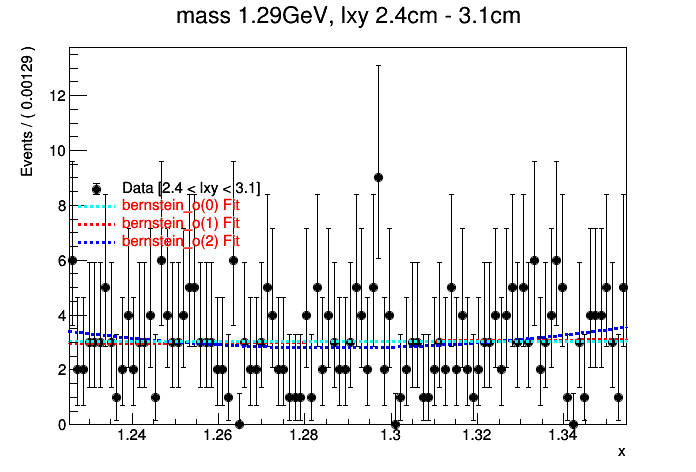 mass 1.29GeV, lxy 2.4cm - 3.1cm
Events / ( 0.00129 )
12
10
8
6
4
2
0
Data [2.4 < lxy < 3.1]
bernstein_o(0) Fit
bernstein_o(1) Fit
bernstein_o(2) Fit
1.24 1.26 1.28 1.3 1.32 1.34
x